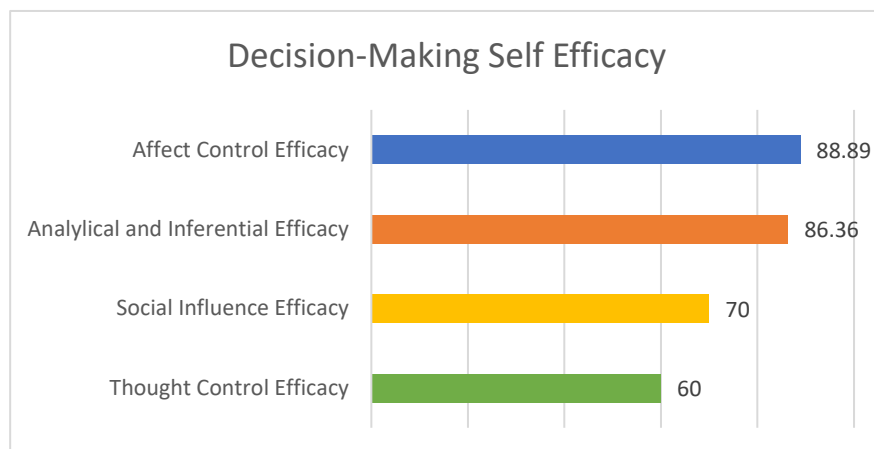 Decision-Making Self Efficacy
Affect Control Efficacy 88.89
Analylical and Inferential Efficacy 86.36
Social Influence Efficacy 70
Thought Control Efficacy 60